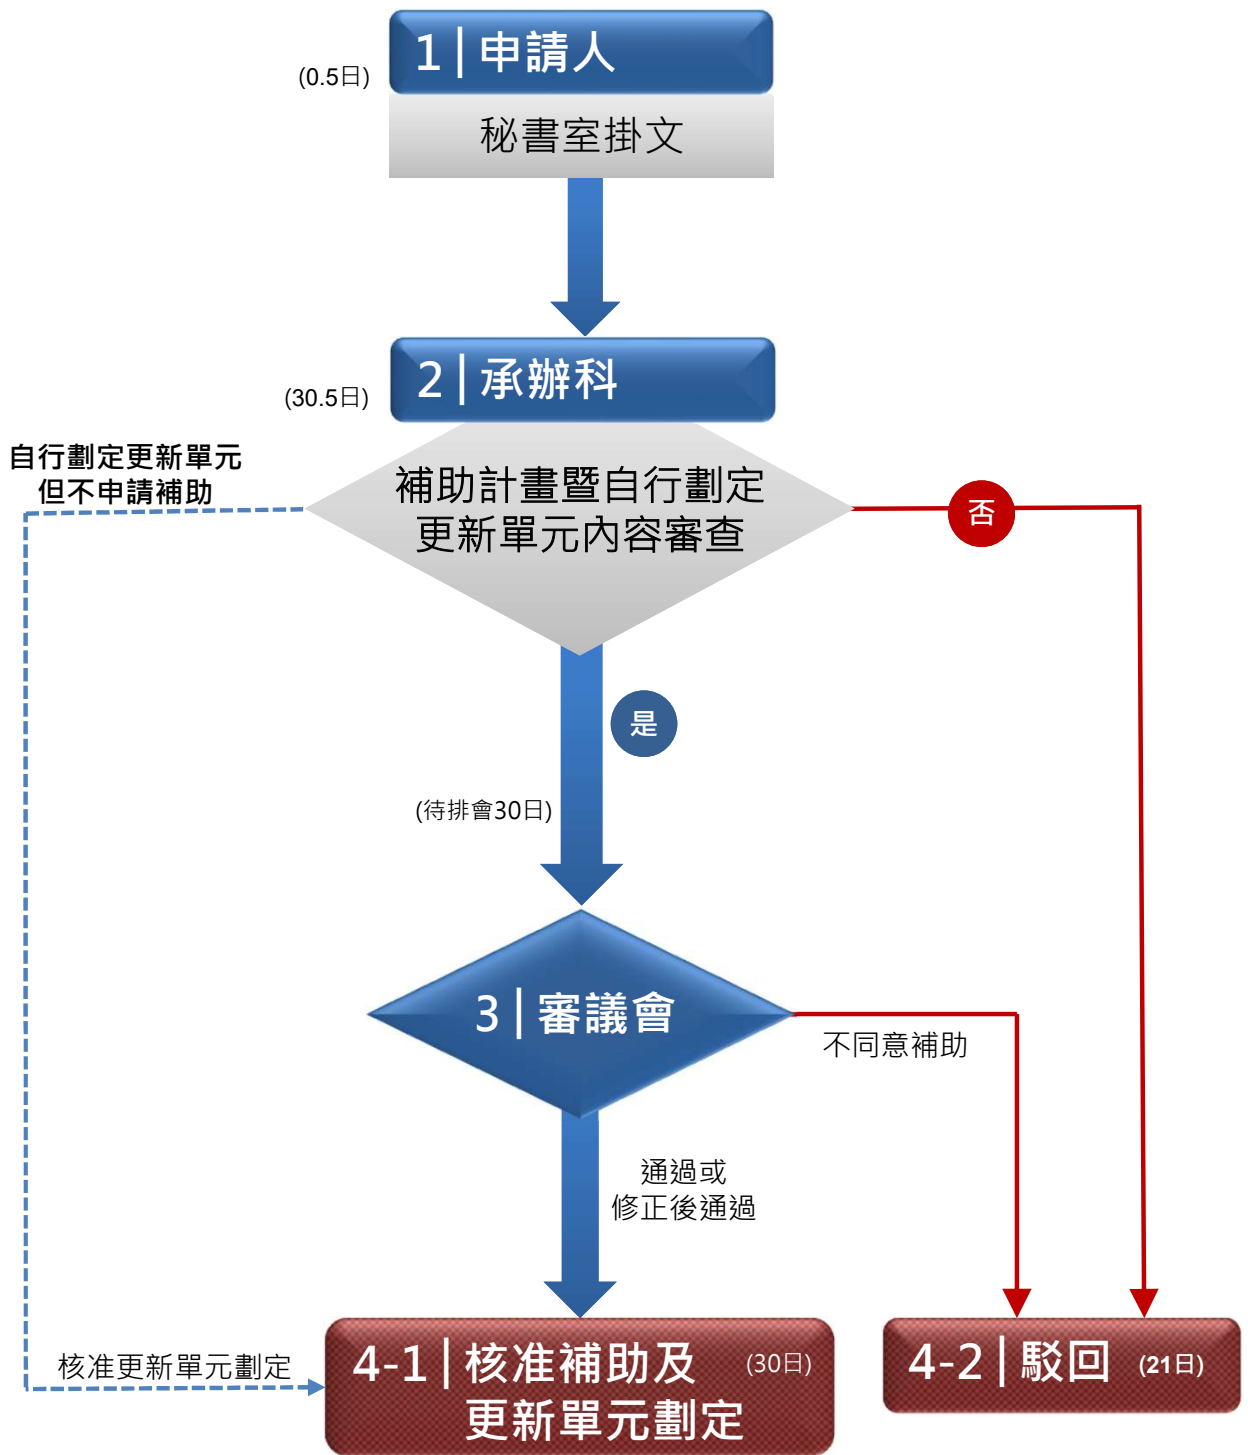 1│申請人
(0.5日)
秘書室掛文
2│承辦科
(30.5日)
自行劃定更新單元
但不申請補助
補助計畫暨自行劃定
更新單元內容審查
否
是
(待排會30日)
3│審議會
不同意補助
通過或
修正後通過
核准更新單元劃定
4-1│核准補助及 (30日)
更新單元劃定
4-2│駁回 (21日)